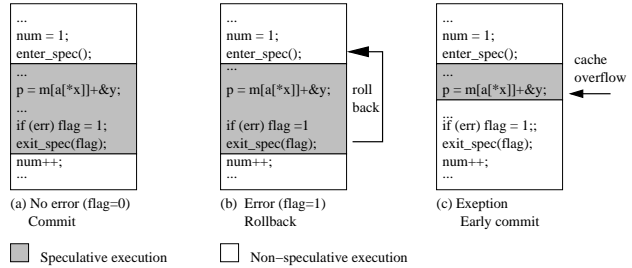 ...
num = 1;
enter_spec();
...
p = m[a[*x]]+&y;
...
if (err) flag = 1;
exit_spec(flag);
num++;
...
(a) No error (flag=0)
Commit
...
num = 1;
enter_spec();
...
p = m[a[*x]]+&y;
if (err) flag =1
exit_spec(flag);
num++;
...
roll
back
(b) Error (flag=1)
Rollback
...
num = 1;
enter_spec();
...
p = m[a[*x]]+&y;
...
if (err) flag = 1;;
exit_spec(flag);
num++;
...
cache
overflow
(c) Exeption
Early commit
Speculative execution
Non-speculative execution